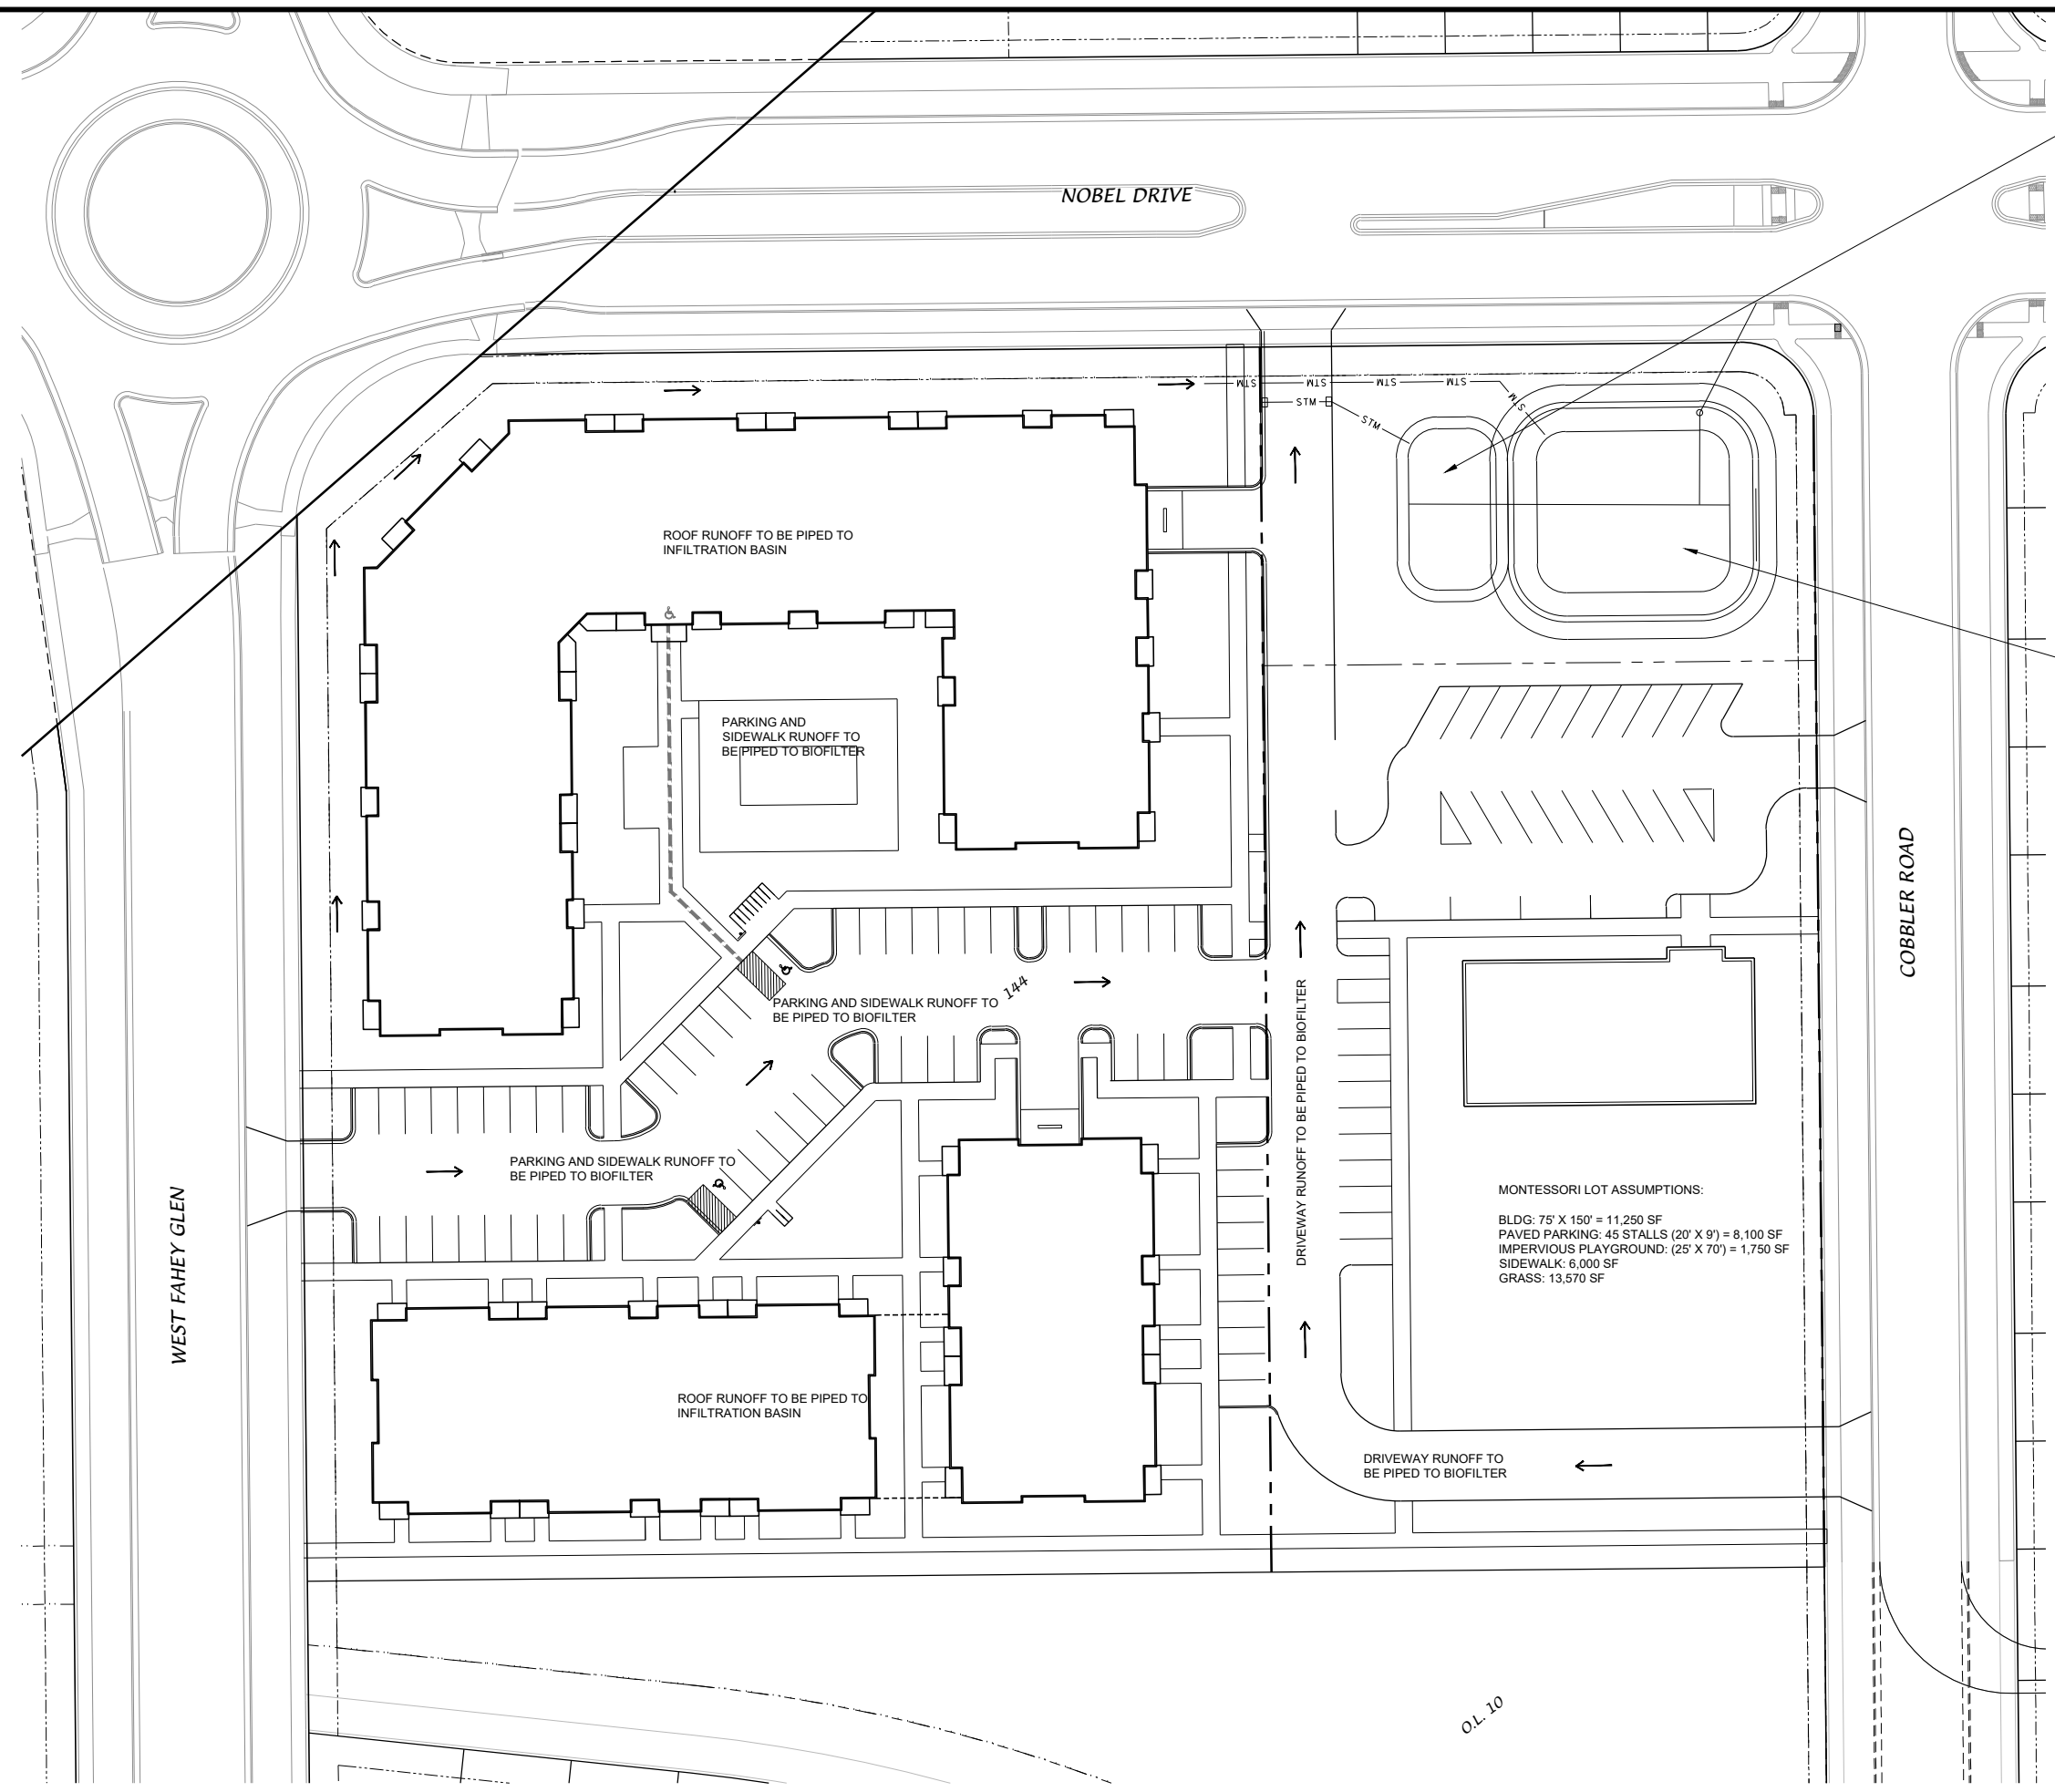 NOBEL DRIVE
STM
STM
STM
STM
STM
STM
STM
ROOF RUNOFF TO BE PIPED TO
INFILTRATION BASIN
PARKING AND
SIDEWALK RUNOFF TO
BE PIPED TO BIOFILTER
COBBLER ROAD
144
PARKING AND SIDEWALK RUNOFF TO
BE PIPED TO BIOFILTER
DRIVEWAY RUNOFF TO BE PIPED TO BIOFILTER
PARKING AND SIDEWALK RUNOFF TO
BE PIPED TO BIOFILTER
WEST FAHEY GLEN
MONTESSORI LOT ASSUMPTIONS:
BLDG: 75' X 150' = 11,250 SF
PAVED PARKING: 45 STALLS (20' X 9') = 8,100 SF
IMPERVIOUS PLAYGROUND: (25' X 70') = 1,750 SF
SIDEWALK: 6,000 SF
GRASS: 13,570 SF
ROOF RUNOFF TO BE PIPED TO
INFILTRATION BASIN
DRIVEWAY RUNOFF TO
BE PIPED TO BIOFILTER
O.L. 10